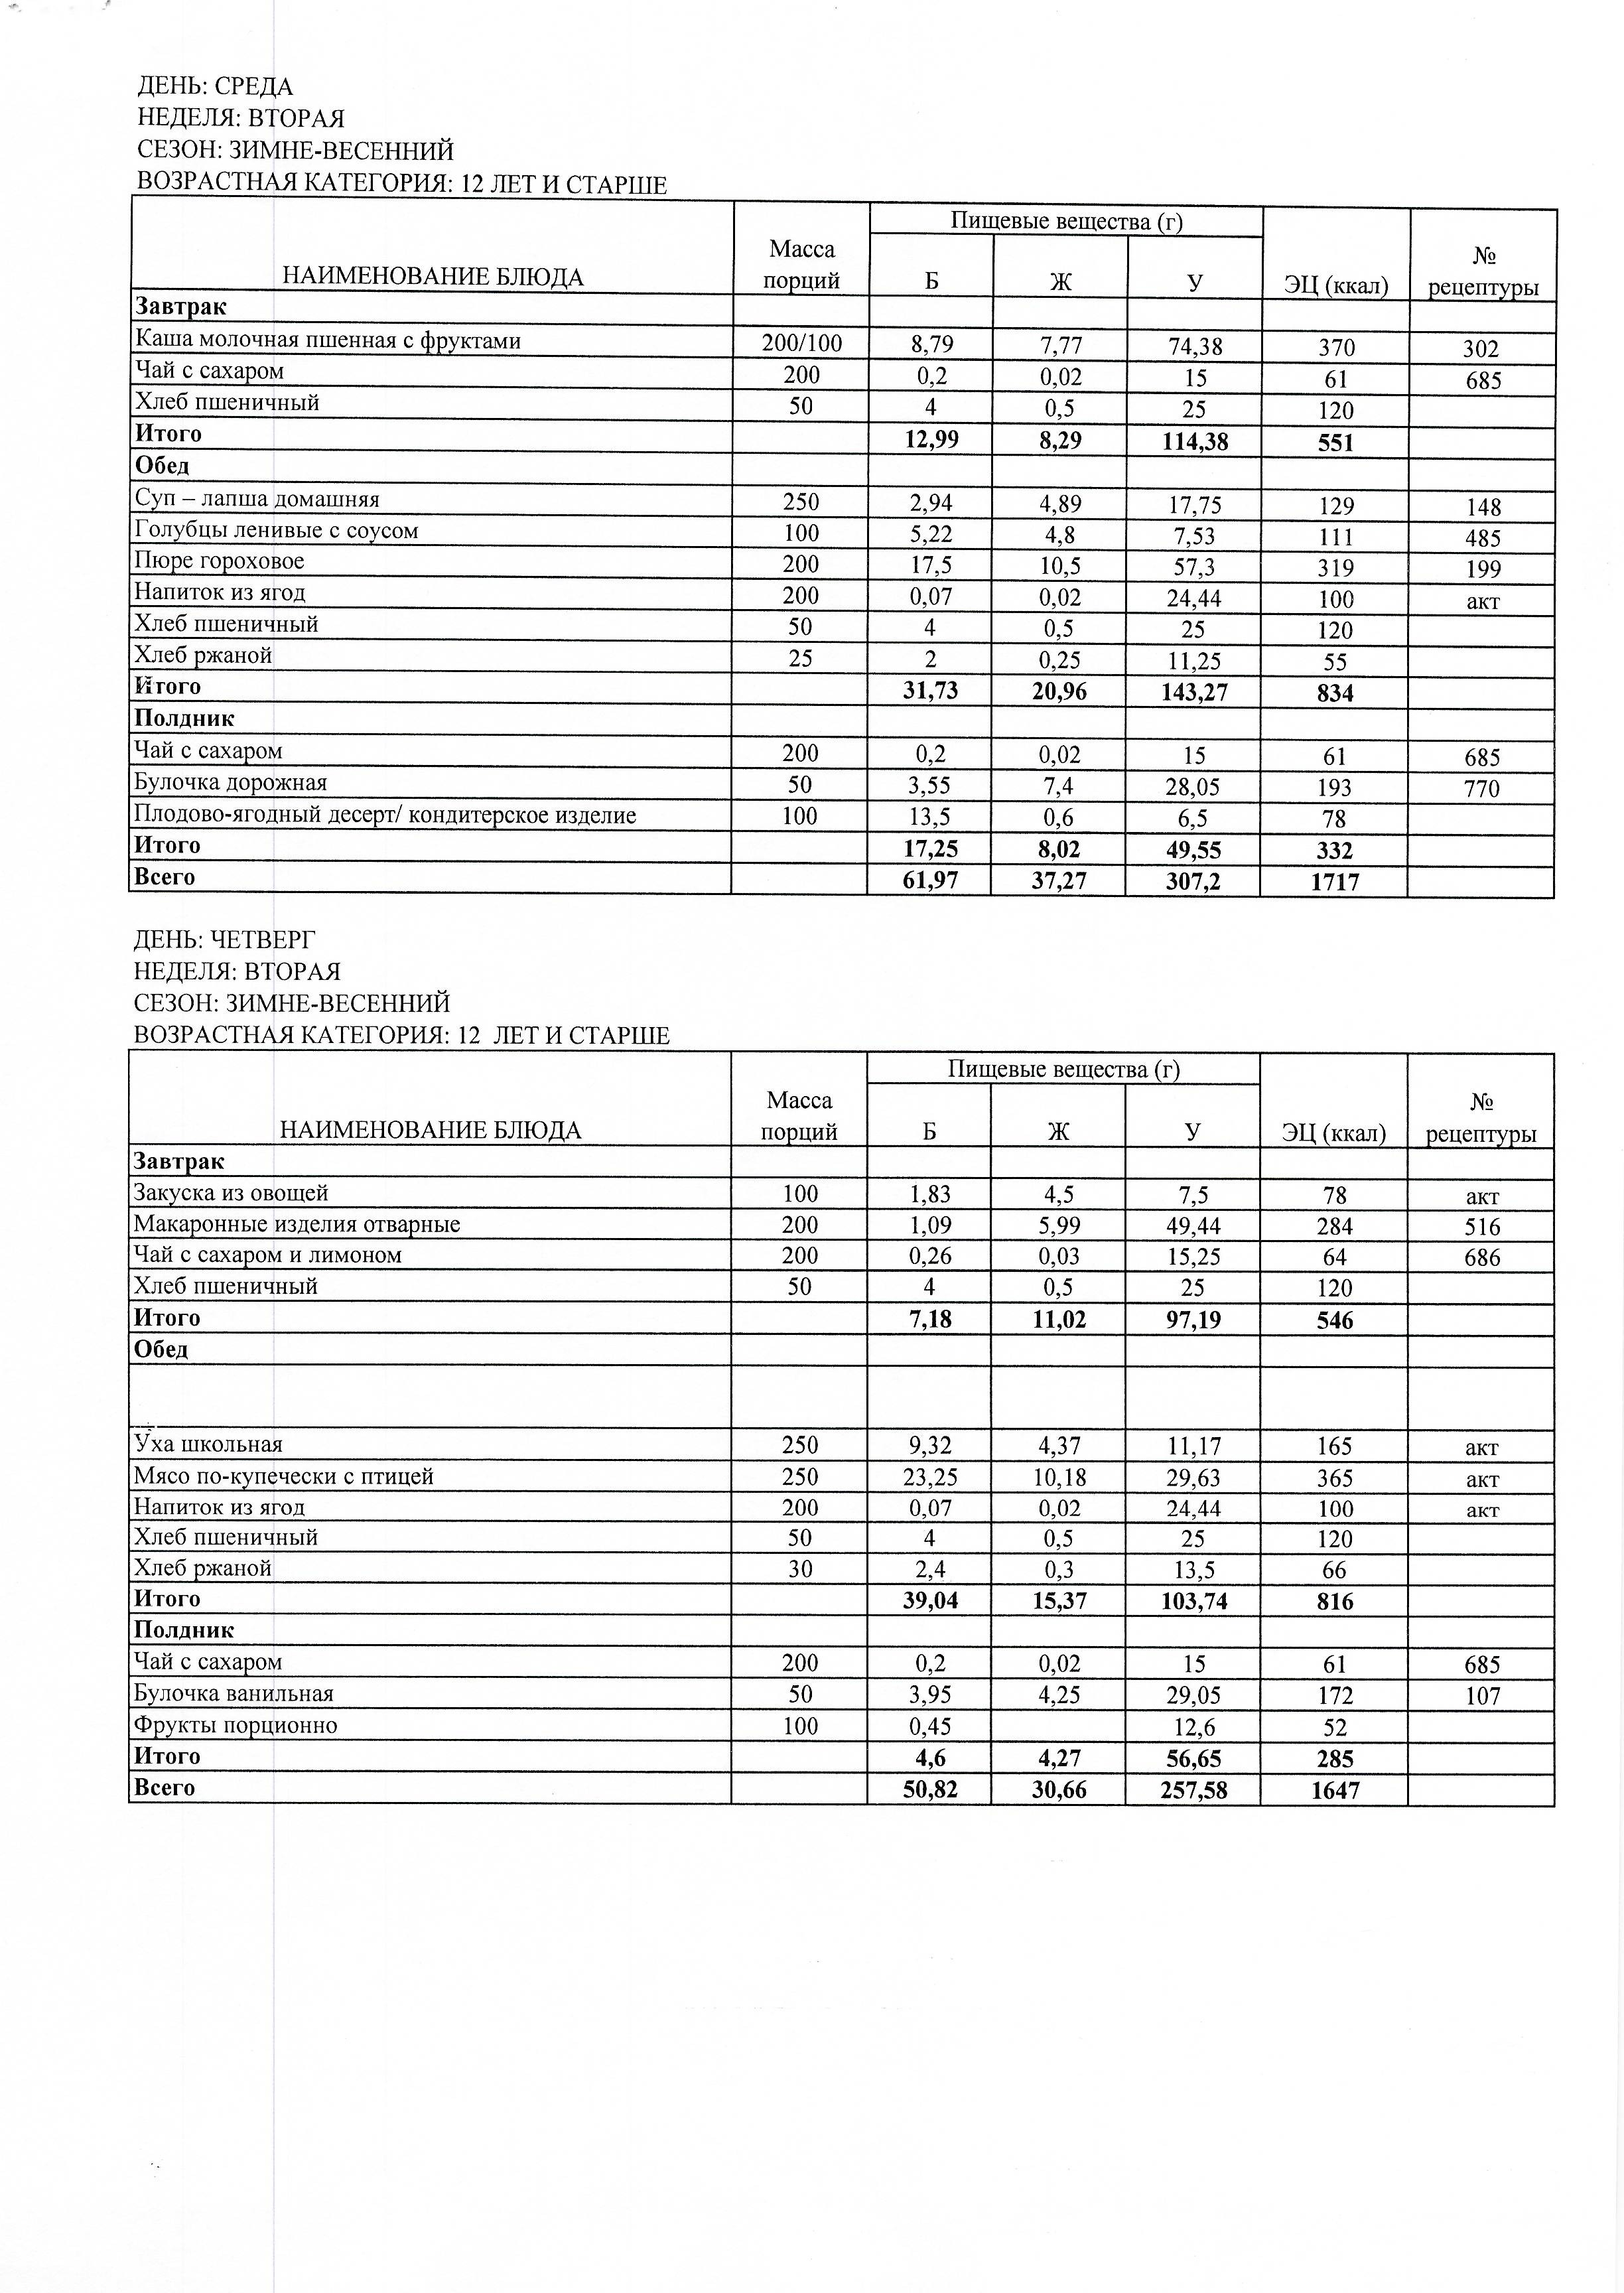 ДЕНЬ: СРЕДА
НЕДЕЛЯ: ВТОРАЯ
СЕЗОН: ЗИМНЕ-ВЕСЕННИЙ
ВОЗРАСТНАЯ КАТЕГОРИЯ: 12 ЛЕТ И СТАРШЕ
НАИМЕНОВАНИЕ БЛЮДА Масса порций Пищевые вещества (г) Б Ж У ЭЦ (ккал) № рецептуры
Завтрак
Каша молочная пшенная с фруктами 200/100 8,79 7,77 74,38 370 302
Чай с сахаром 200 0,2 0,02 15 61 685
Хлеб пшеничный 50 4 0,5 25 120
Итого 12,99 8,29 114,38 551
Обед
Суп – лапша домашняя 250 2,94 4,89 17,75 129 148
Голубцы ленивые с соусом 100 5,22 4,8 7,53 111 485
Пюре гороховое 200 17,5 10,5 57,3 319 199
Напиток из ягод 200 0,07 0,02 24,44 100 акт
Хлеб пшеничный 50 4 0,5 25 120
Хлеб ржаной 25 2 0,25 11,25 55
Итого 31,73 20,96 143,27 834
Полдник
Чай с сахаром 200 0,2 0,02 15 61 685
Булочка дорожная 50 3,55 7,4 28,05 193 770
Плодово-ягодный десерт/ кондитерское изделие 100 13,5 0,6 6,5 78
Итого 17,25 8,02 49,55 332
Всего 61,97 37,27 307,2 1717
ДЕНЬ: ЧЕТВЕРГ
НЕДЕЛЯ: ВТОРАЯ
СЕЗОН: ЗИМНЕ-ВЕСЕННИЙ
ВОЗРАСТНАЯ КАТЕГОРИЯ: 12 ЛЕТ И СТАРШЕ
НАИМЕНОВАНИЕ БЛЮДА Масса порций Пищевые вещества (г) Б Ж У ЭЦ (ккал) № рецептуры
Завтрак
Закуска из овощей 100 1,83 4,5 7,5 78 акт
Макаронные изделия отварные 200 1,09 5,99 49,44 284 516
Чай с сахаром и лимоном 200 0,26 0,03 15,25 64 686
Хлеб пшеничный 50 4 0,5 25 120
Итого 7,18 11,02 97,19 546
Обед
Уха школьная 250 9,32 4,37 11,17 165 акт
Мясо по-купечески с птицей 250 23,25 10,18 29,63 365 акт
Напиток из ягод 200 0,07 0,02 24,44 100 акт
Хлеб пшеничный 50 4 0,5 25 120
Хлеб ржаной 30 2,4 0,3 13,5 66
Итого 39,04 15,37 103,74 816
Полдник
Чай с сахаром 200 0,2 0,02 15 61 685
Булочка ванильная 50 3,95 4,25 29,05 172 107
Фрукты порционно 100 0,45 12,6 52
Итого 4,6 4,27 56,65 285
Всего 50,82 30,66 257,58 1647